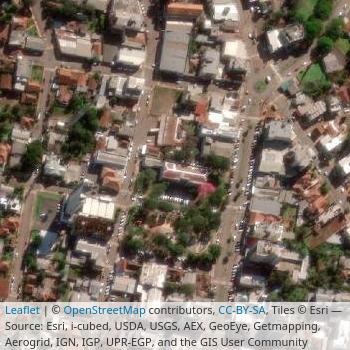 Leaflet | © OpenStreetMap contributors, CC-BY-SA, Tiles © Esri —
Source: Esri, i-cubed, USDA, USGS, AEX, GeoEye, Getmapping,
Aerogrid, IGN, IGP, UPR-EGP, and the GIS User Community